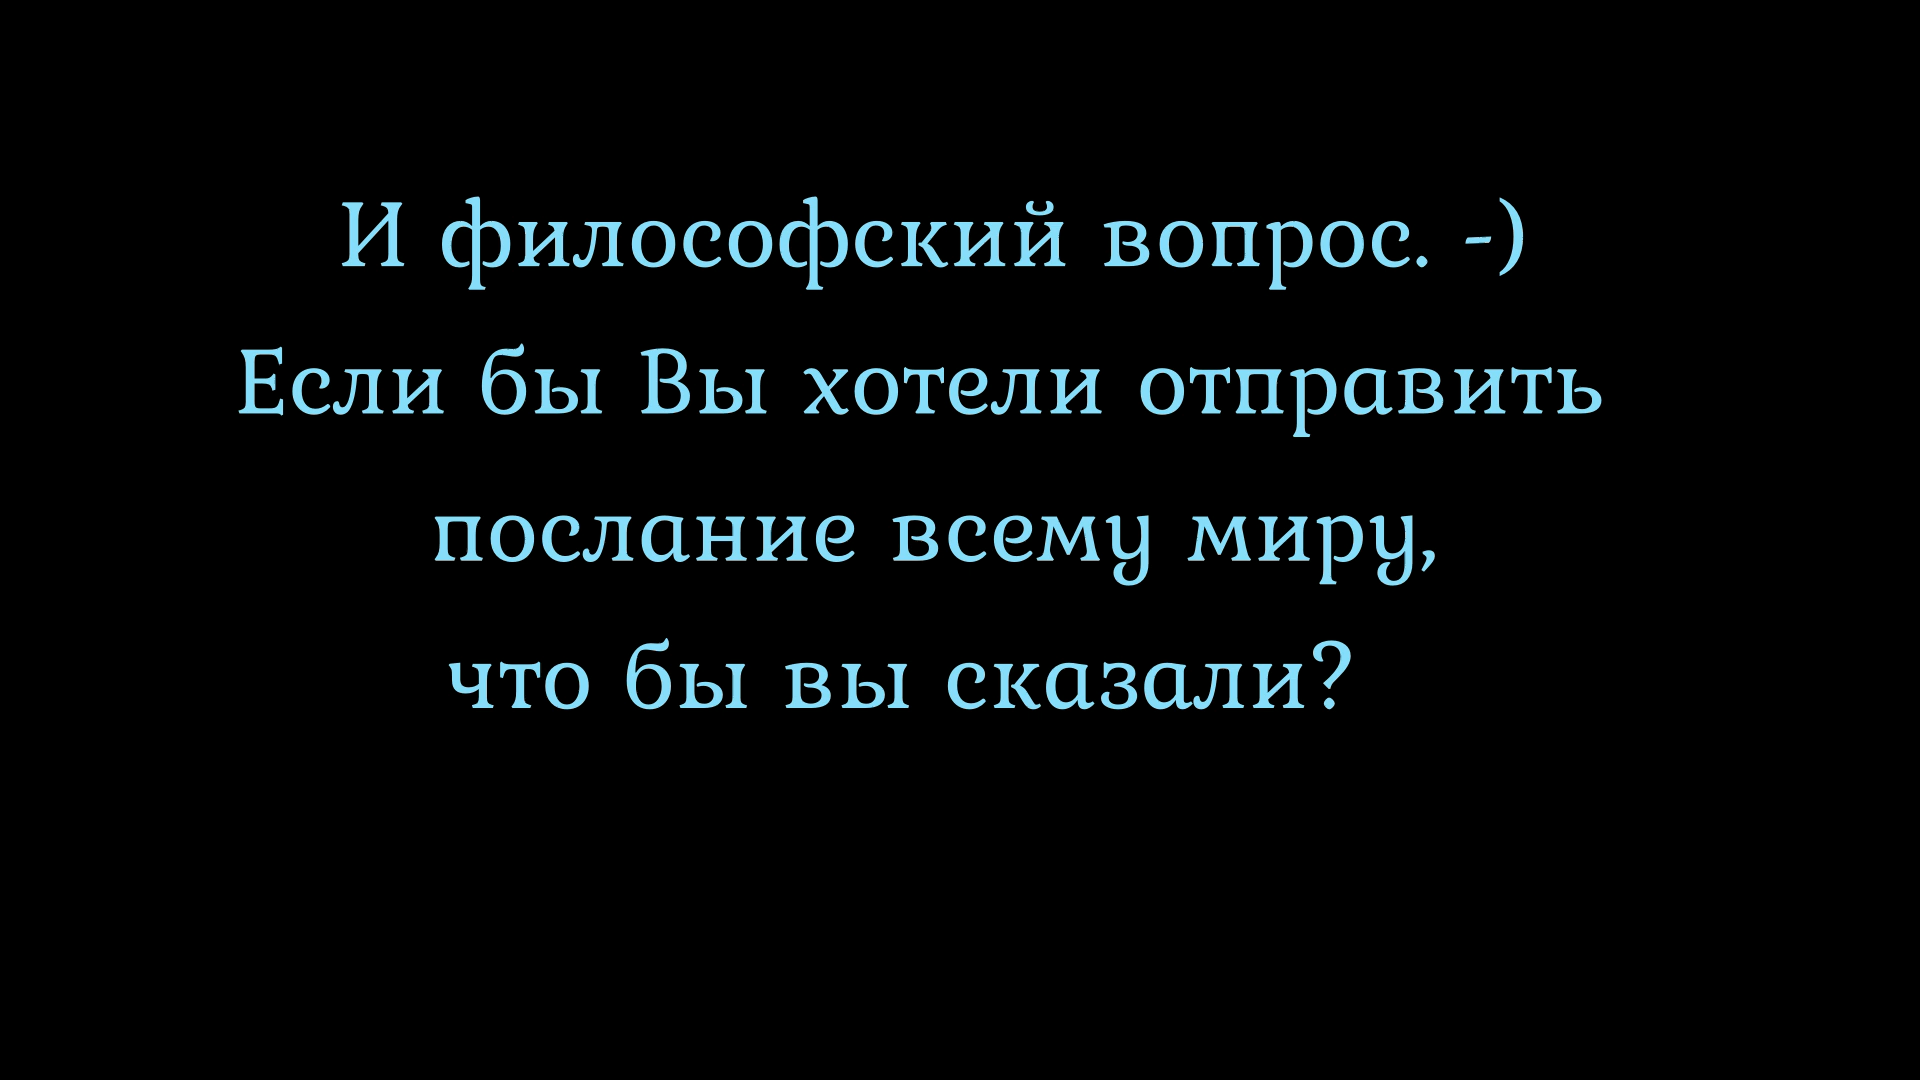 И философский вопрос. -)
Если бы Вы хотели отправить
послание всему миру,
что бы вы сказали?